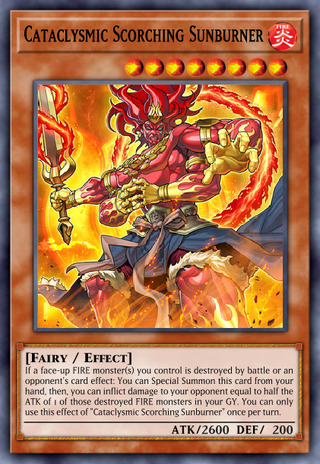 Cataclysmic Scorching Sunburner
FIRE
炎
[Fairy / Effect]
If a face-up FIRE monster(s) you control is destroyed by battle or an
opponent's card effect: You can Special Summon this card from your
hand, then, you can inflict damage to your opponent equal to half the
ATK of 1 of those destroyed FIRE monsters in your GY. You can only
use this effect of "Cataclysmic Scorching Sunburner" once per turn.
ATK/2600 DEF/ 200